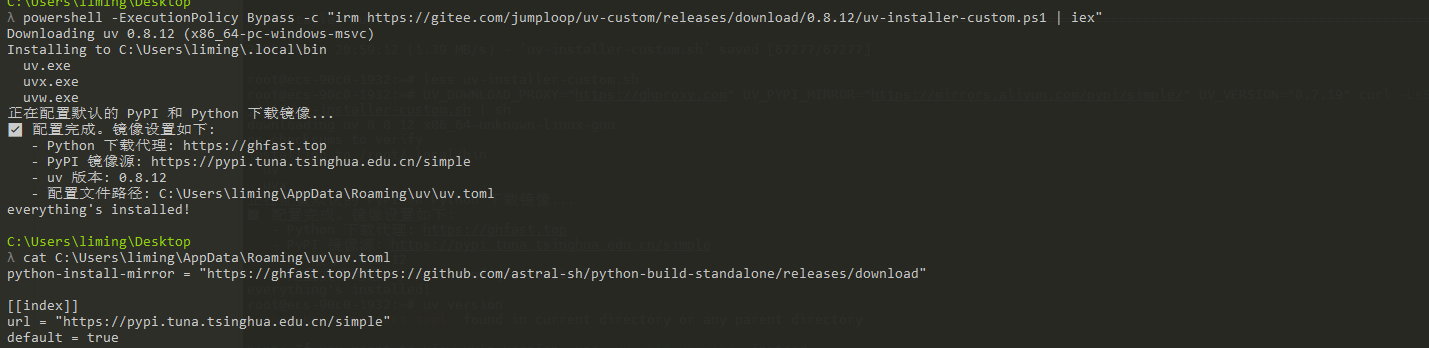 λ powershell -ExecutionPolicy Bypass -c "irm https://gitee.com/jumploop/uv-custom/releases/download/0.8.12/uv-installer-custom.ps1 | iex"
Downloading uv 0.8.12 (x86_64-pc-windows-msvc)
Installing to C:\Users\liming\.local\bin
  uv.exe
  uvx.exe
  uvw.exe
正在配置默认的 PyPI 和 Python 下载镜像...
✅ 配置完成。镜像设置如下:
   - Python 下载代理: https://ghfast.top
   - PyPI 镜像源: https://pypi.tuna.tsinghua.edu.cn/simple
   - uv 版本: 0.8.12
   - 配置文件路径: C:\Users\liming\AppData\Roaming\uv\uv.toml
everything's installed!

C:\Users\liming\Desktop
λ cat C:\Users\liming\AppData\Roaming\uv\uv.toml
python-install-mirror = "https://ghfast.top/https://github.com/astral-sh/python-build-standalone/releases/download"

[[index]]
url = "https://pypi.tuna.tsinghua.edu.cn/simple"
default = true